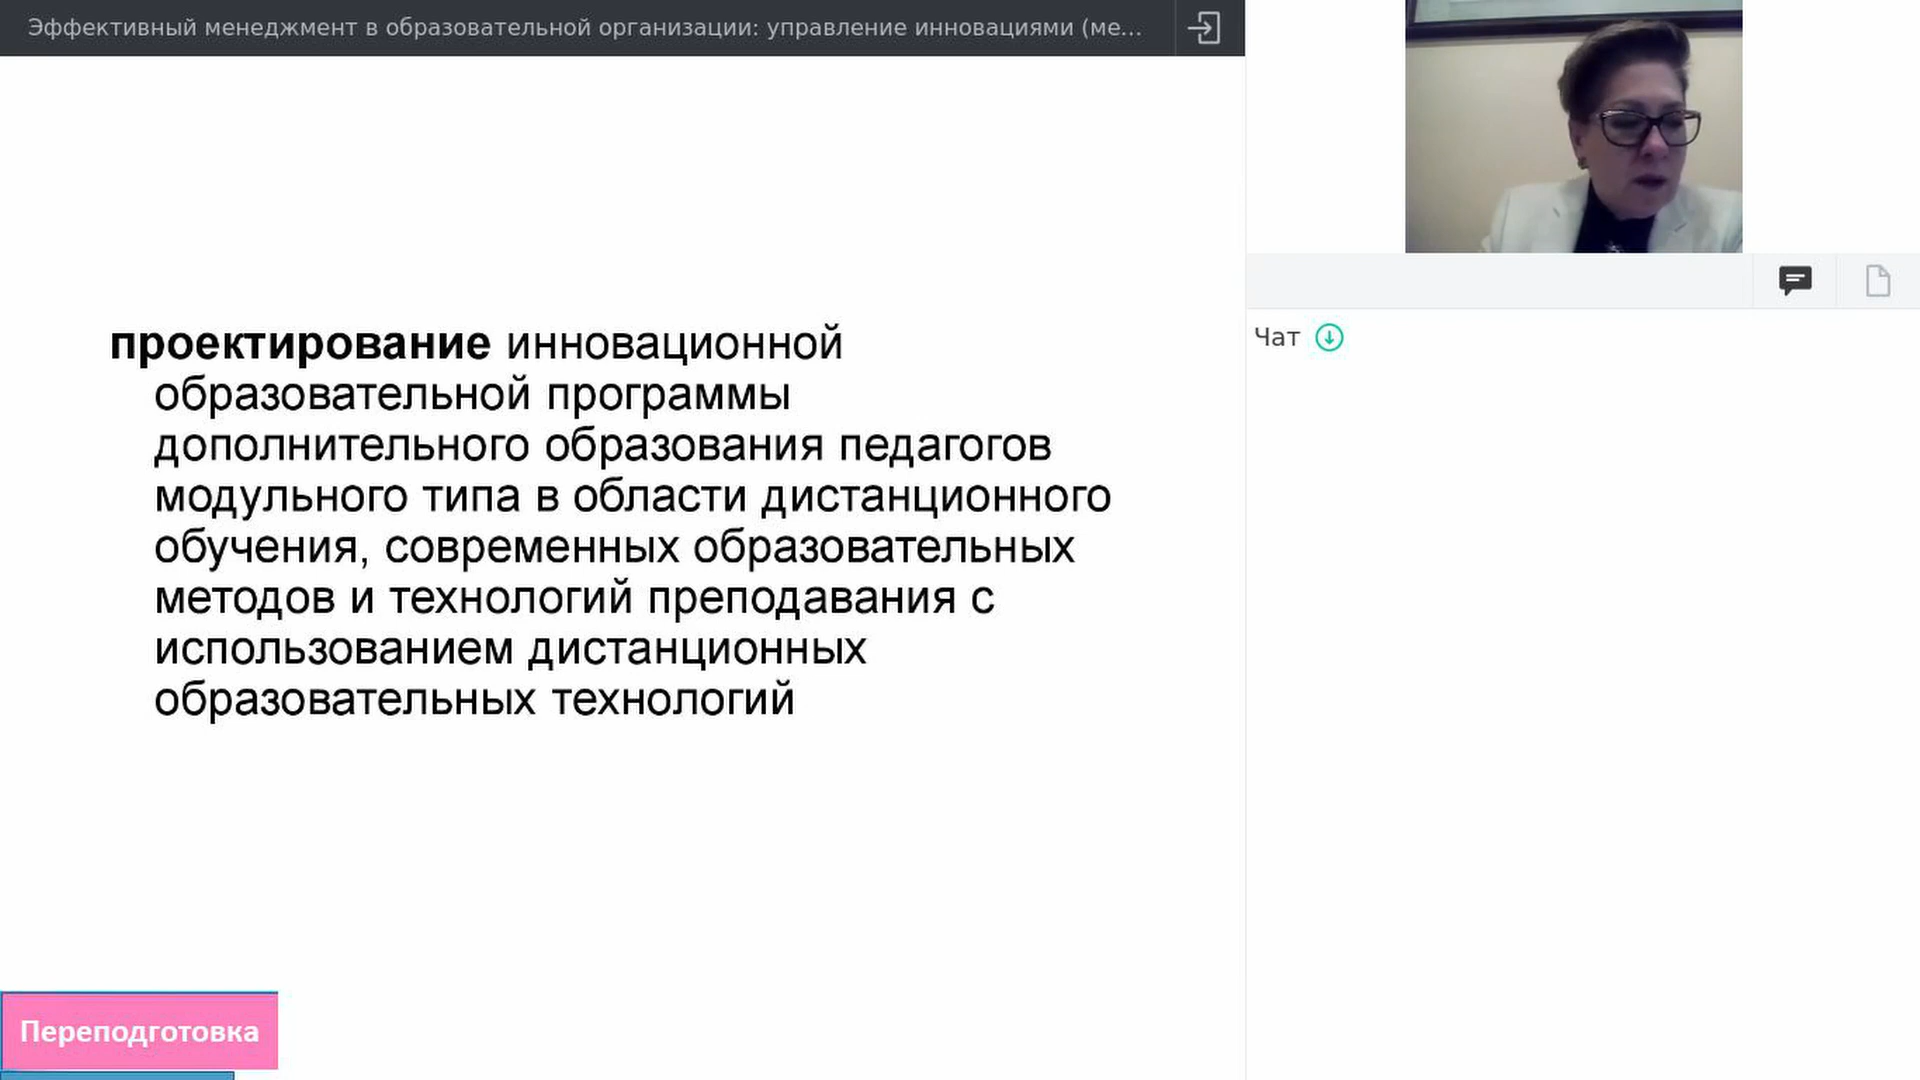 Эффективный менеджмент в образовательной организации: управление инновациями (ме...
проектирование инновационной
образовательной программы
дополнительного образования педагогов
модульного типа в области дистанционного
обучения, современных образовательных
методов и технологий преподавания с
использованием дистанционных
образовательных технологий
Чат
Переподготовка